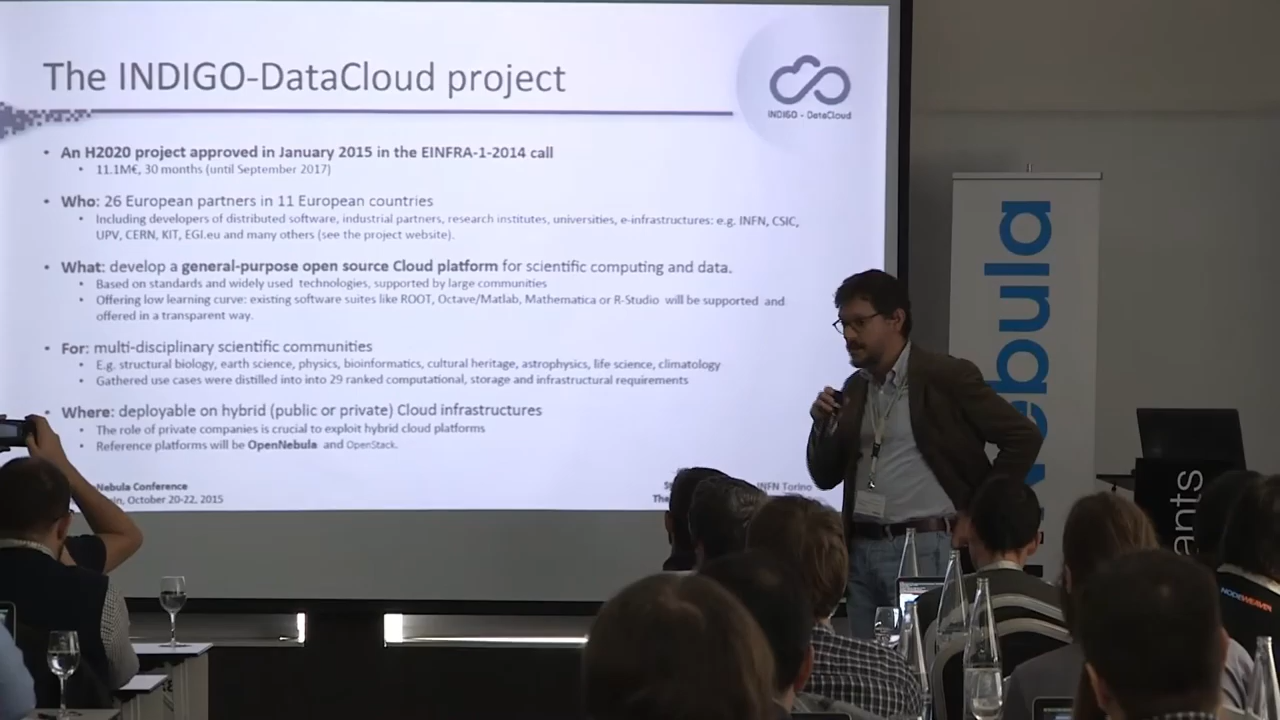 The INDIGO-DataCloud project
INDIGO - DataCloud
• An H2020 project approved in January 2015 in the EINFRA-1-2014 call
• 11.1M€, 30 months (until September 2017)
• Who: 26 European partners in 11 European countries
• Including developers of distributed software, industrial partners, research institutes, universities, e-infrastructures: e.g. INFN, CSIC,
UPV, CERN, KIT, EGI.eu and many others (see the project website).
• What: develop a general-purpose open source Cloud platform for scientific computing and data.
• Based on standards and widely used technologies, supported by large communities
• Offering low learning curve: existing software suites like ROOT, Octave/Matlab, Mathematica or R-Studio will be supported and
offered in a transparent way.
• For: multi-disciplinary scientific communities
• E.g. structural biology, earth science, physics, bioinformatics, cultural heritage, astrophysics, life science, climatology
• Gathered use cases were distilled into into 29 ranked computational, storage and infrastructural requirements
• Where: deployable on hybrid (public or private) Cloud infrastructures
• The role of private companies is crucial to exploit hybrid cloud platforms
• Reference platforms will be OpenNebula and OpenStack.
Nebula Conference
October 20-22, 2015
INFN Torino
ebula
ants
NODEWEAVER